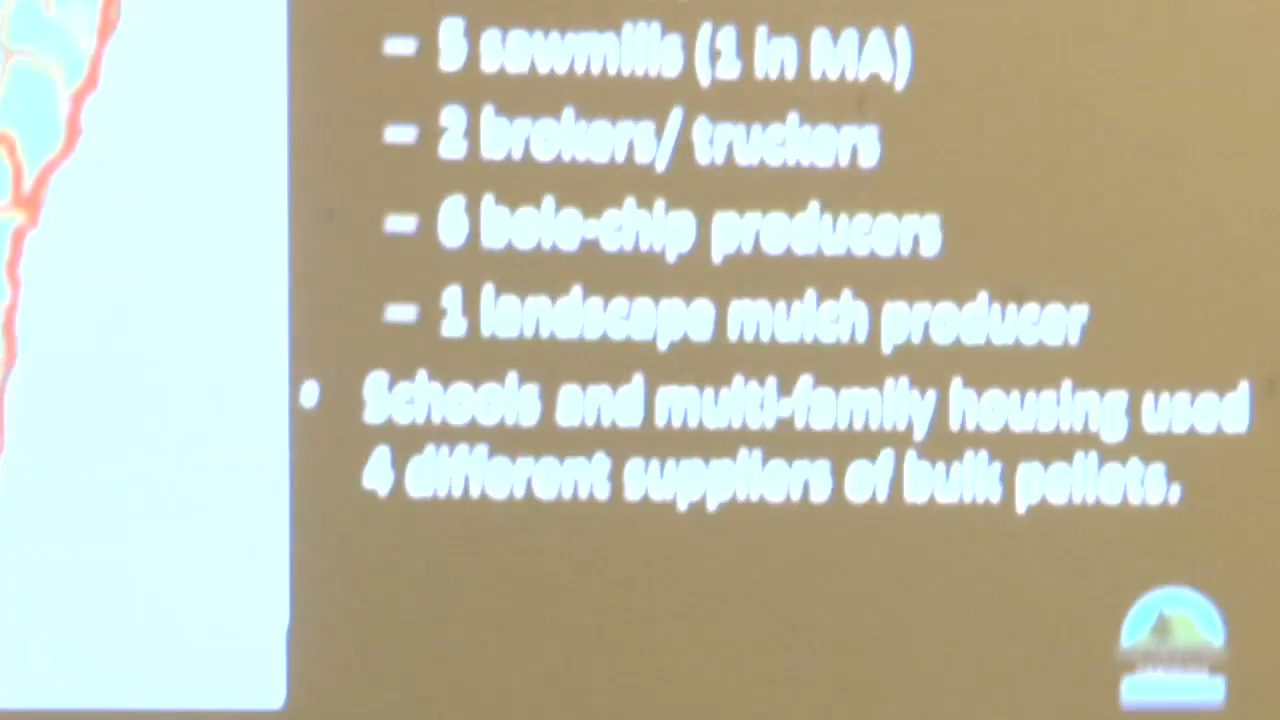 – 5 sawmills (1 in MA)
– 2 brokers/ truckers
– 6 bole-chip producers
– 1 landscape mulch producer
• Schools and multi-family housing used
4 different suppliers of bulk pellets.